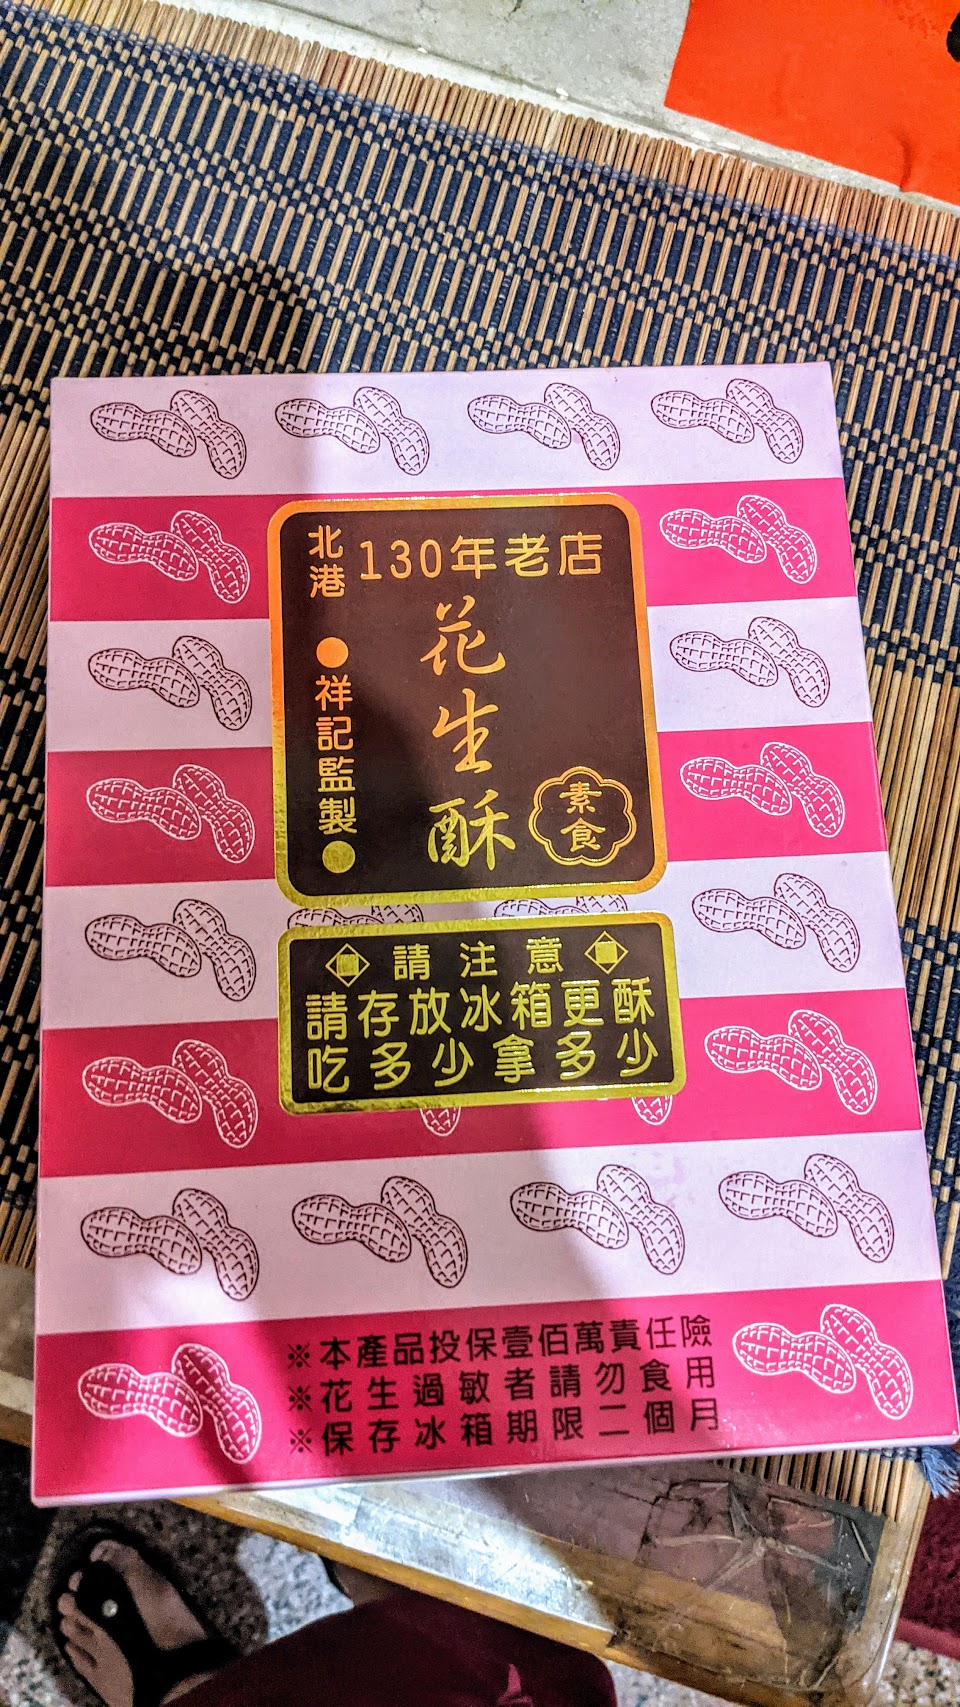 北港
130年老店
●祥記監製●
花生酥
素食
請注意
請存放冰箱更酥
吃多少拿多少
※本產品投保壹佰萬責任險
※花生過敏者請勿食用
※保存冰箱期限二個月